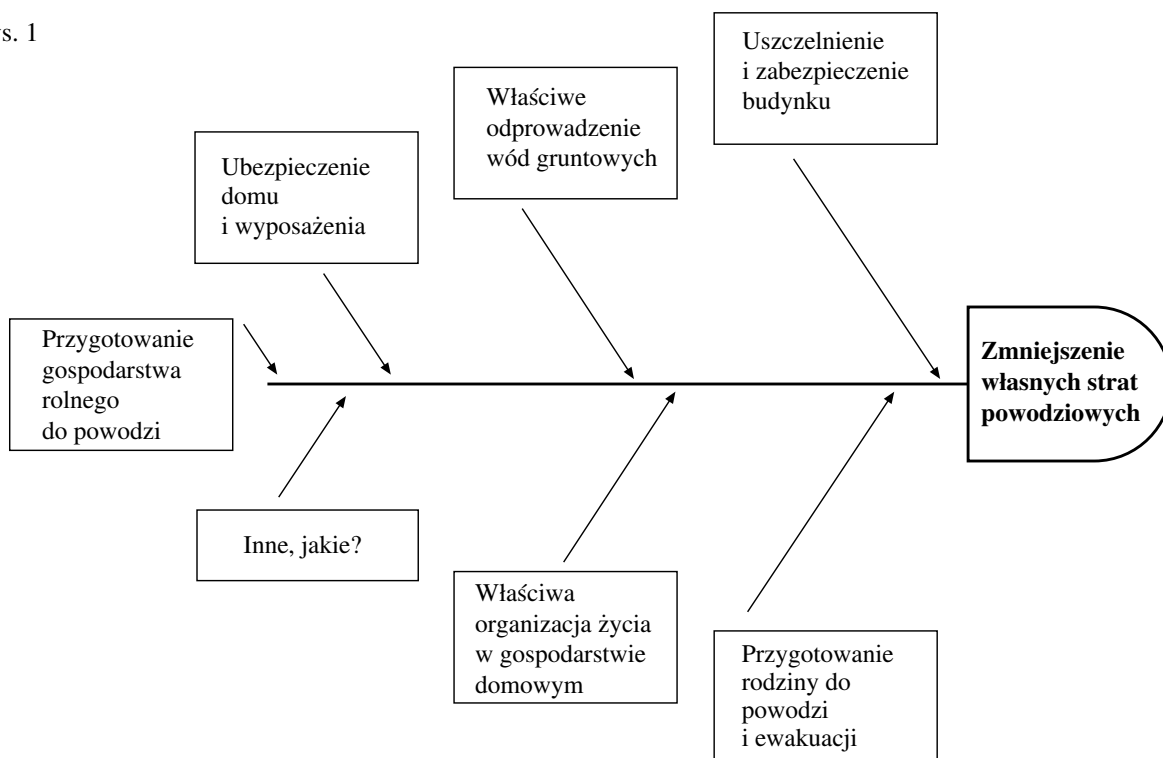 s. 1
Uszczelnienie
i zabezpieczenie
budynku
Właściwe
odprowadzenie
wód gruntowych
Ubezpieczenie
domu
i wyposażenia
Przygotowanie
gospodarstwa
rolnego
do powodzi
Zmniejszenie
własnych strat
powodziowych
Inne, jakie?
Właściwa
organizacja życia
w gospodarstwie
domowym
Przygotowanie
rodziny do
powodzi
i ewakuacji